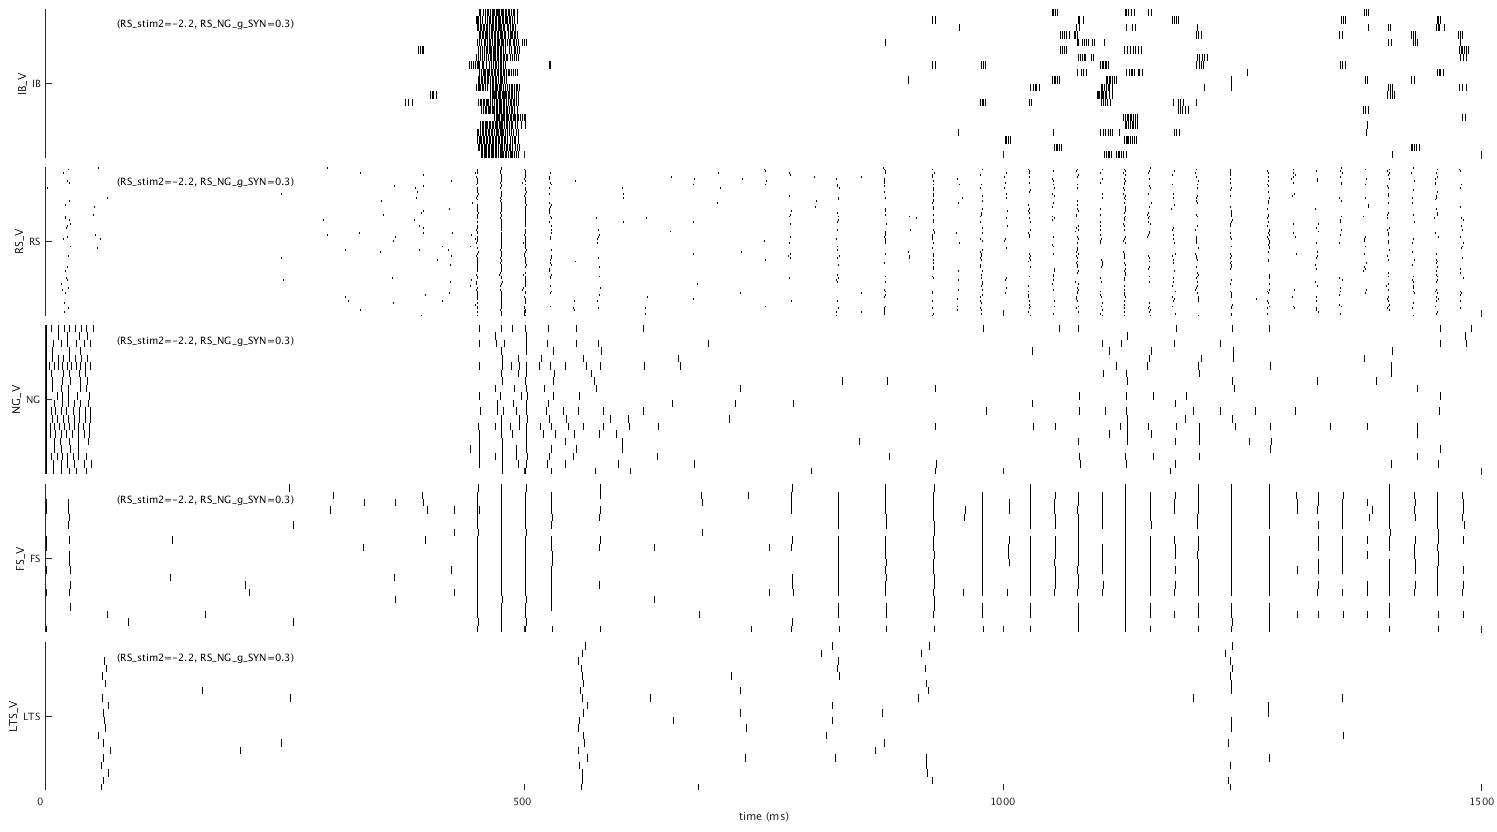 (RS_stim2=-2.2, RS_NG_g_SYN=0.3)
IB_V
(RS_stim2=-2.2, RS_NG_g_SYN=0.3)
RS_V
RS
(RS_stim2=-2.2, RS_NG_g_SYN=0.3)
NG_V
NG
(RS_stim2=-2.2, RS_NG_g_SYN=0.3)
FS_V
FS
(RS_stim2=-2.2, RS_NG_g_SYN=0.3)
LTS_V
LTS
0 500 1000 1500
time (ms)